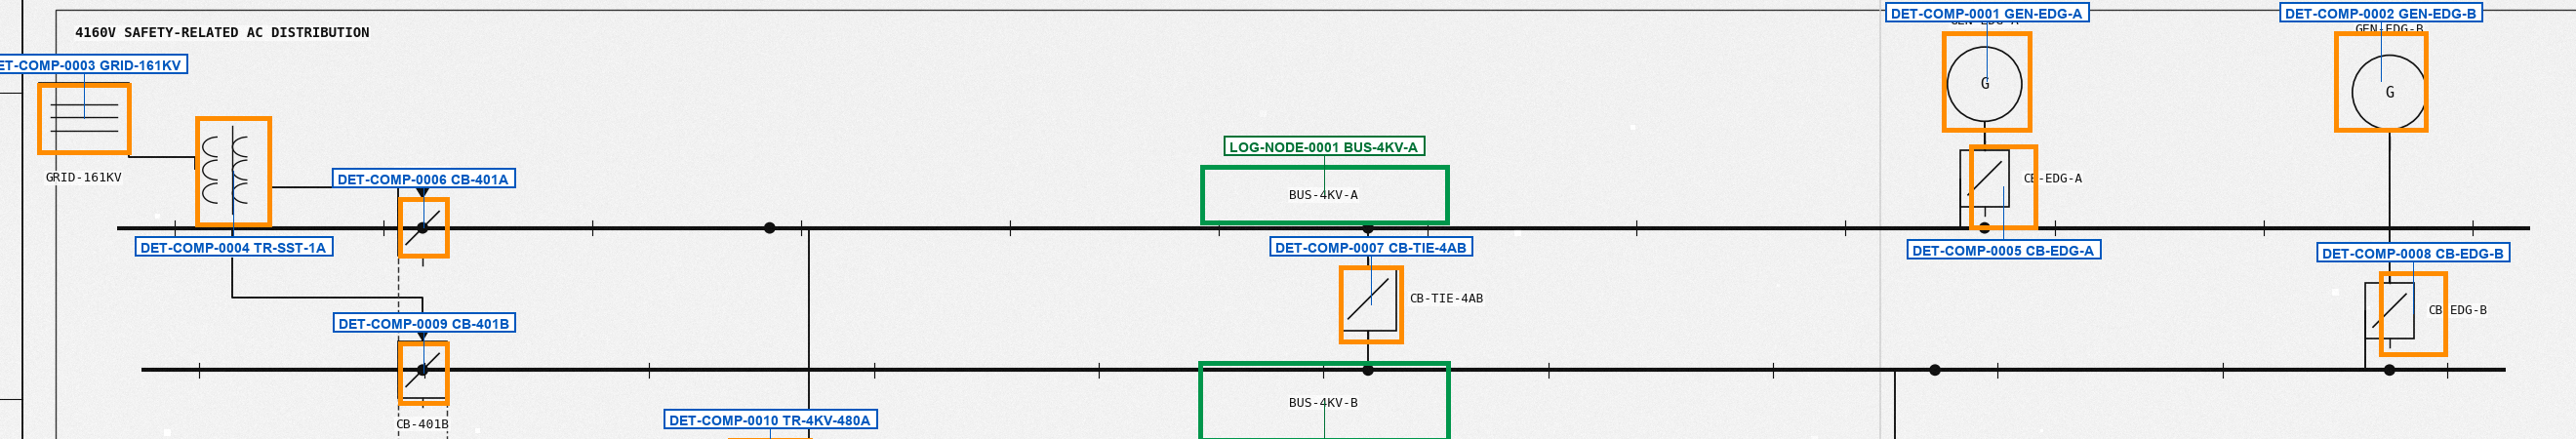 DET-COMP-0001 GEN-EDG-A
DET-COMP-0002 GEN-EDG-B
GEN-EDG-B
4160V SAFETY-RELATED AC DISTRIBUTION
ET-COMP-0003 GRID-161KV
G
G
LOG-NODE-0001 BUS-4KV-A
GRID-161KV
DET-COMP-0006 CB-401A
CB-EDG-A
BUS-4KV-A
DET-COMP-0004 TR-SST-1A
DET-COMP-0007 CB-TIE-4AB
DET-COMP-0005 CB-EDG-A
DET-COMP-0008 CB-EDG-B
CB-TIE-4AB
CB-EDG-B
DET-COMP-0009 CB-401B
BUS-4KV-B
DET-COMP-0010 TR-4KV-480A
CB-401B